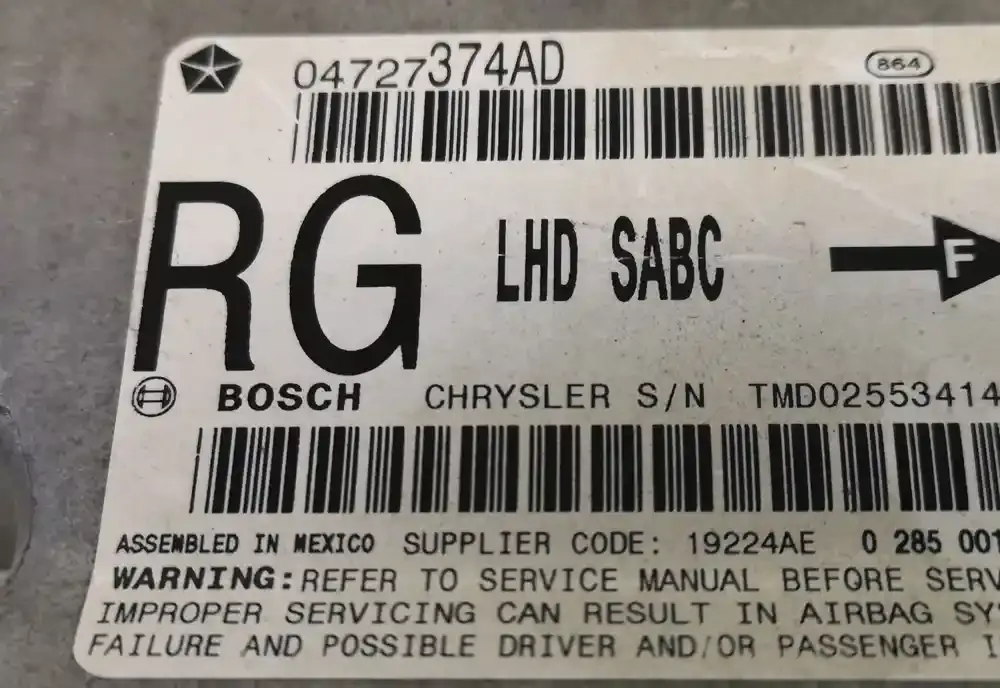 04727374AD 864
RG LHD SABC F
BOSCH CHRYSLER S/N TMD02553414
ASSEMBLED IN MEXICO SUPPLIER CODE: 19224AE 0 285 001
WARNING: REFER TO SERVICE MANUAL BEFORE SERV
IMPROPER SERVICING CAN RESULT IN AIRBAG SY
FAILURE AND POSSIBLE DRIVER AND/OR PASSENGER I